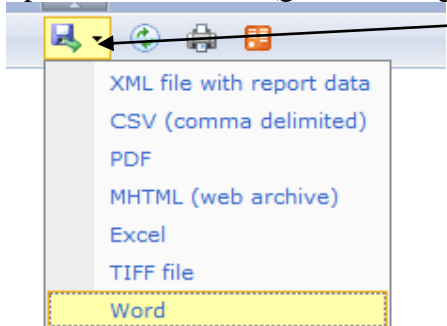 XML file with report data
CSV (comma delimited)
PDF
MHTML (web archive)
Excel
TIFF file
Word